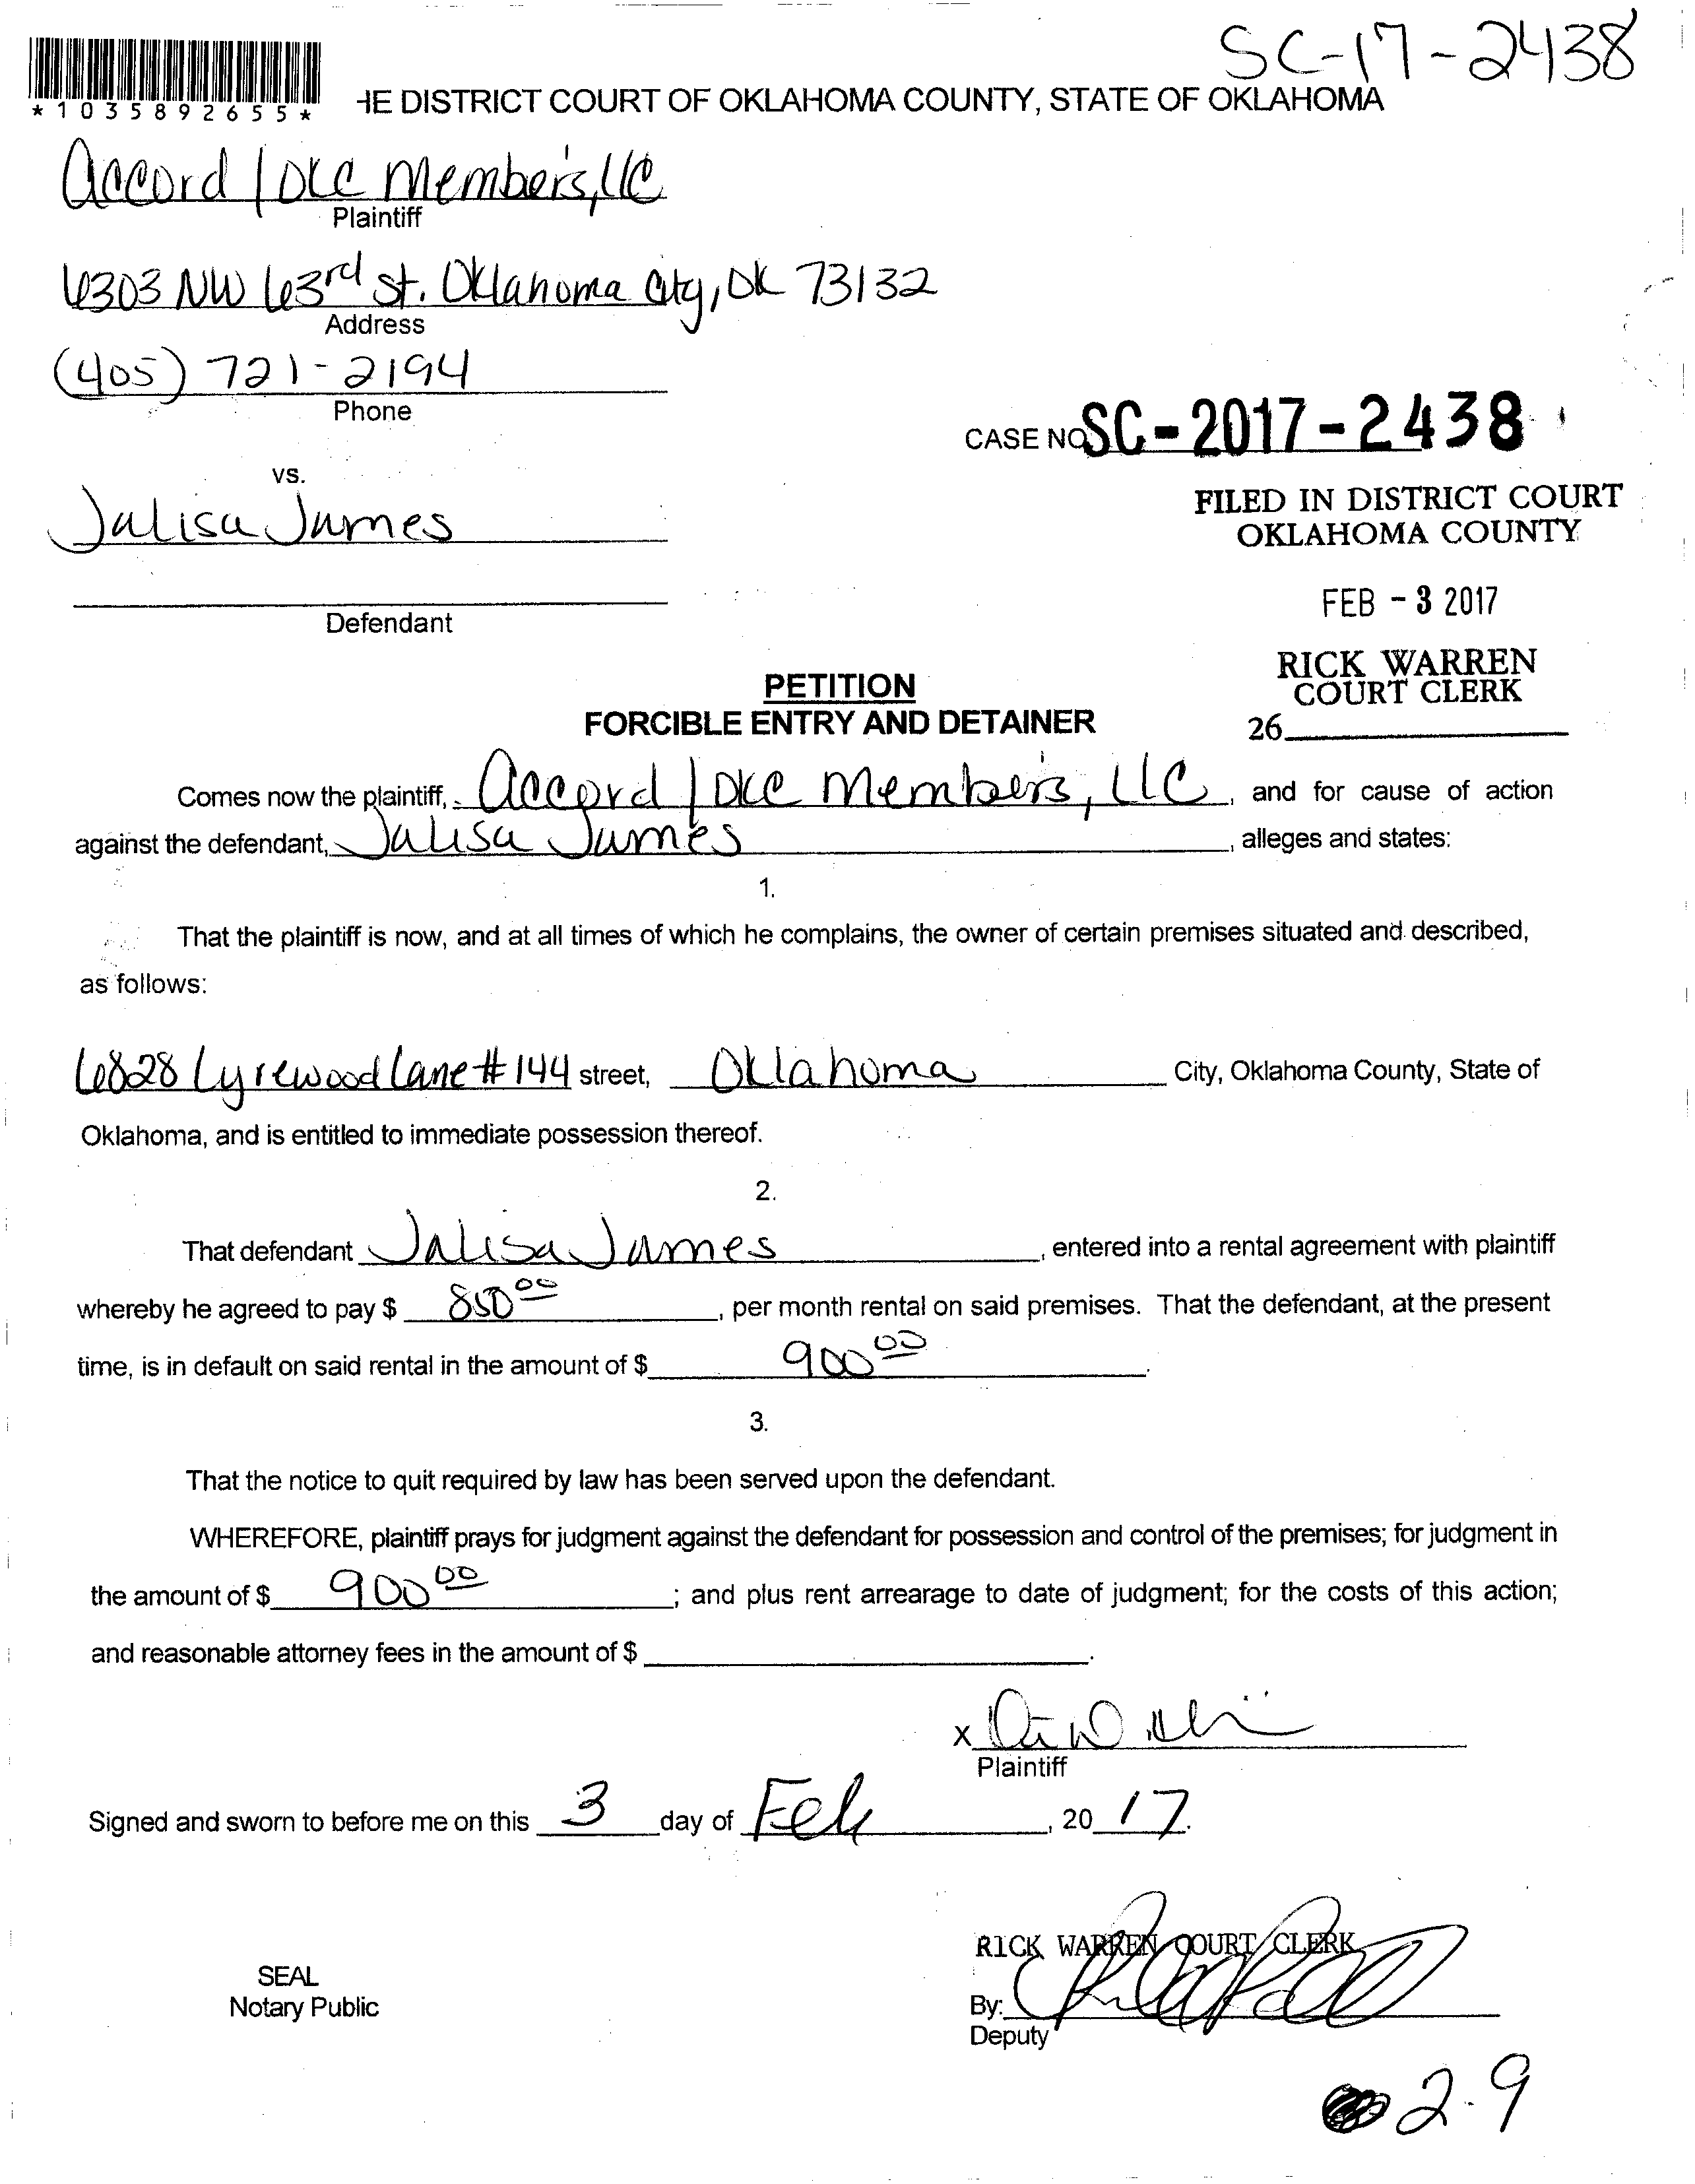 SC-17-2438
*1035892655*
HE DISTRICT COURT OF OKLAHOMA COUNTY, STATE OF OKLAHOMA
Accord / OKC Members, LLC
Plaintiff
6303 NW 63rd St. Oklahoma City, OK 73132
Address
(405) 721-2194
Phone
CASE NO. SC-2017-2438
vs.
FILED IN DISTRICT COURT
OKLAHOMA COUNTY
Jalisa James
FEB - 3 2017
Defendant
RICK WARREN
COURT CLERK
26
PETITION
FORCIBLE ENTRY AND DETAINER
Comes now the plaintiff, Accord / OKC Members, LLC, and for cause of action
against the defendant, Jalisa James, alleges and states:
1.
That the plaintiff is now, and at all times of which he complains, the owner of certain premises situated and described,
as follows:
6828 Lyrewood Lane #144 street, Oklahoma City, Oklahoma County, State of
Oklahoma, and is entitled to immediate possession thereof.
2.
That defendant Jalisa James, entered into a rental agreement with plaintiff
whereby he agreed to pay $ 850 00, per month rental on said premises. That the defendant, at the present
time, is in default on said rental in the amount of $ 900 00.
3.
That the notice to quit required by law has been served upon the defendant.
WHEREFORE, plaintiff prays for judgment against the defendant for possession and control of the premises; for judgment in
the amount of $ 900 00; and plus rent arrearage to date of judgment; for the costs of this action;
and reasonable attorney fees in the amount of $.
X
Plaintiff
Signed and sworn to before me on this 3 day of Feb, 20 17.
RICK WARREN COURT CLERK
SEAL
Notary Public
By:
Deputy
2-9